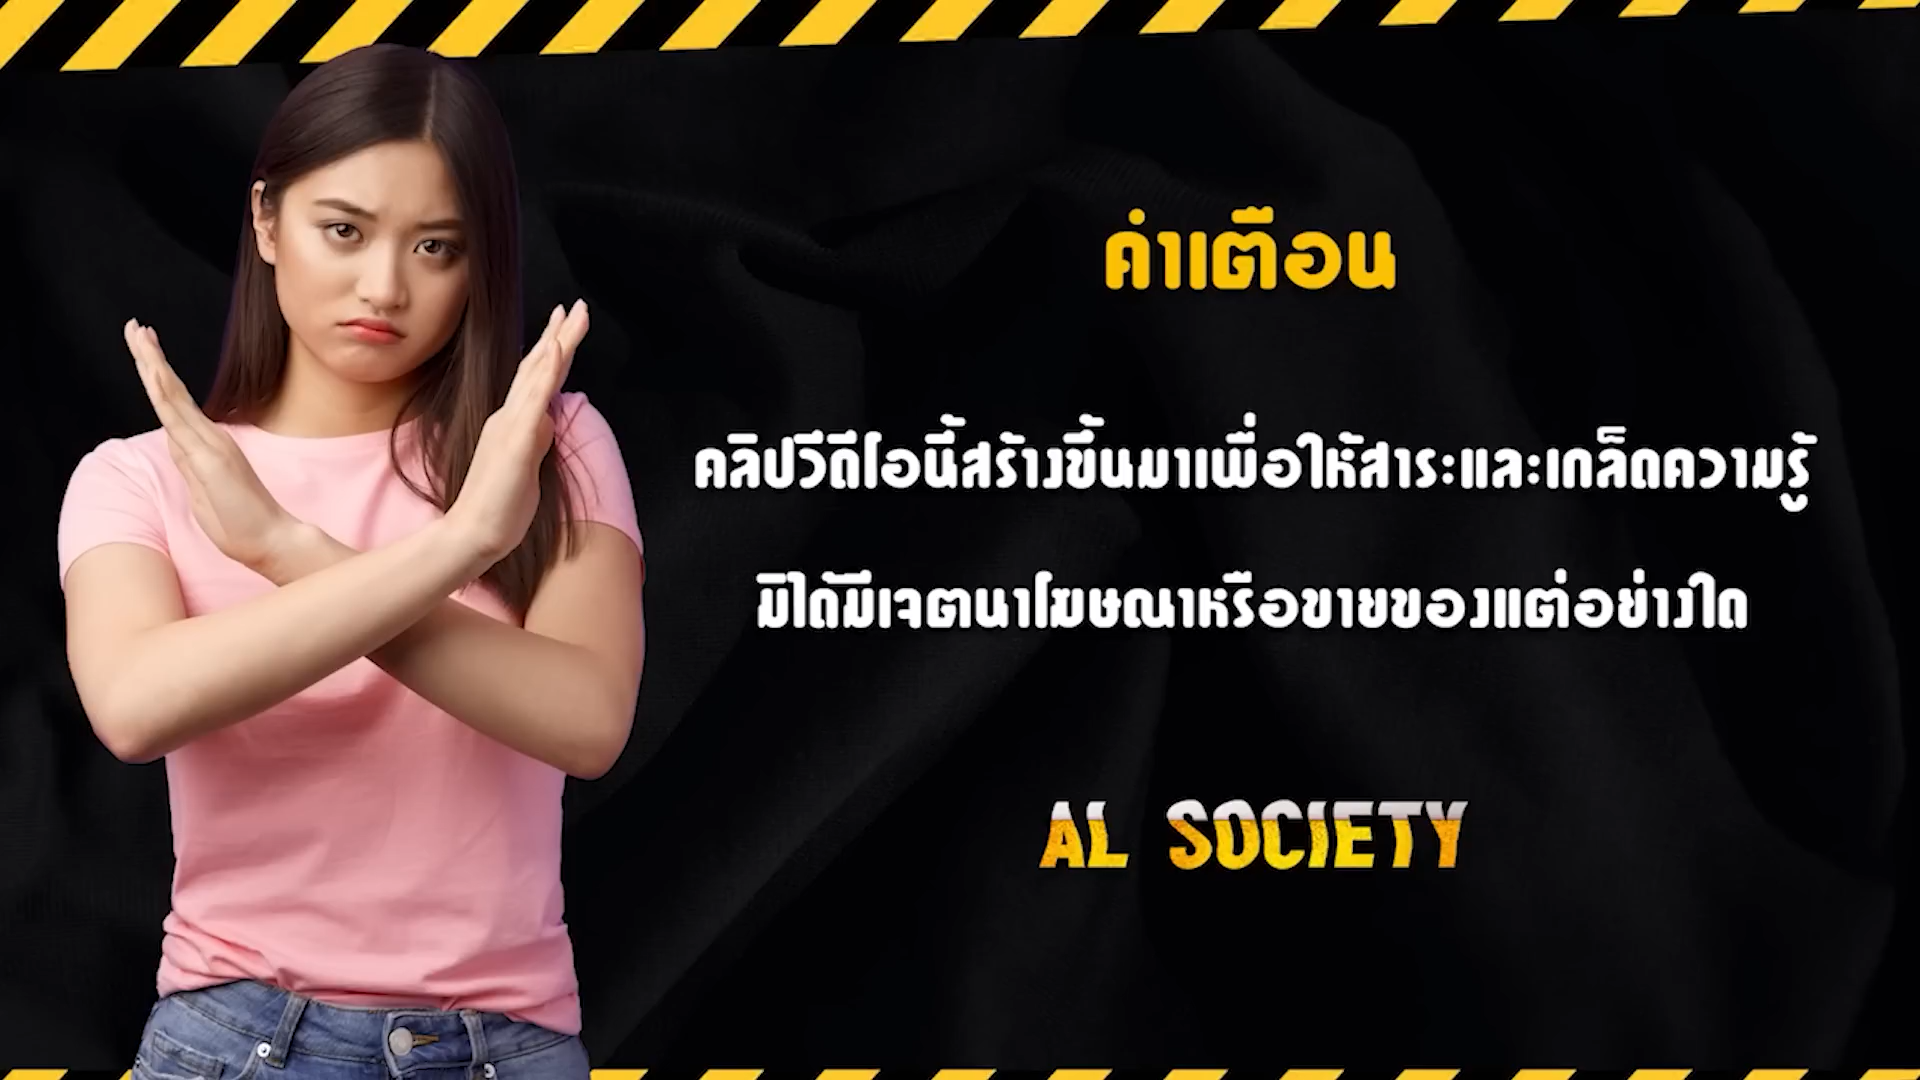 คำเตือน
คลิปวีดีโอนี้สร้างขึ้นมาเพื่อให้สาระและเกล็ดความรู้
มิได้มีเจตนาโฆษณาหรือขายของแต่อย่างใด
AL SOCIETY